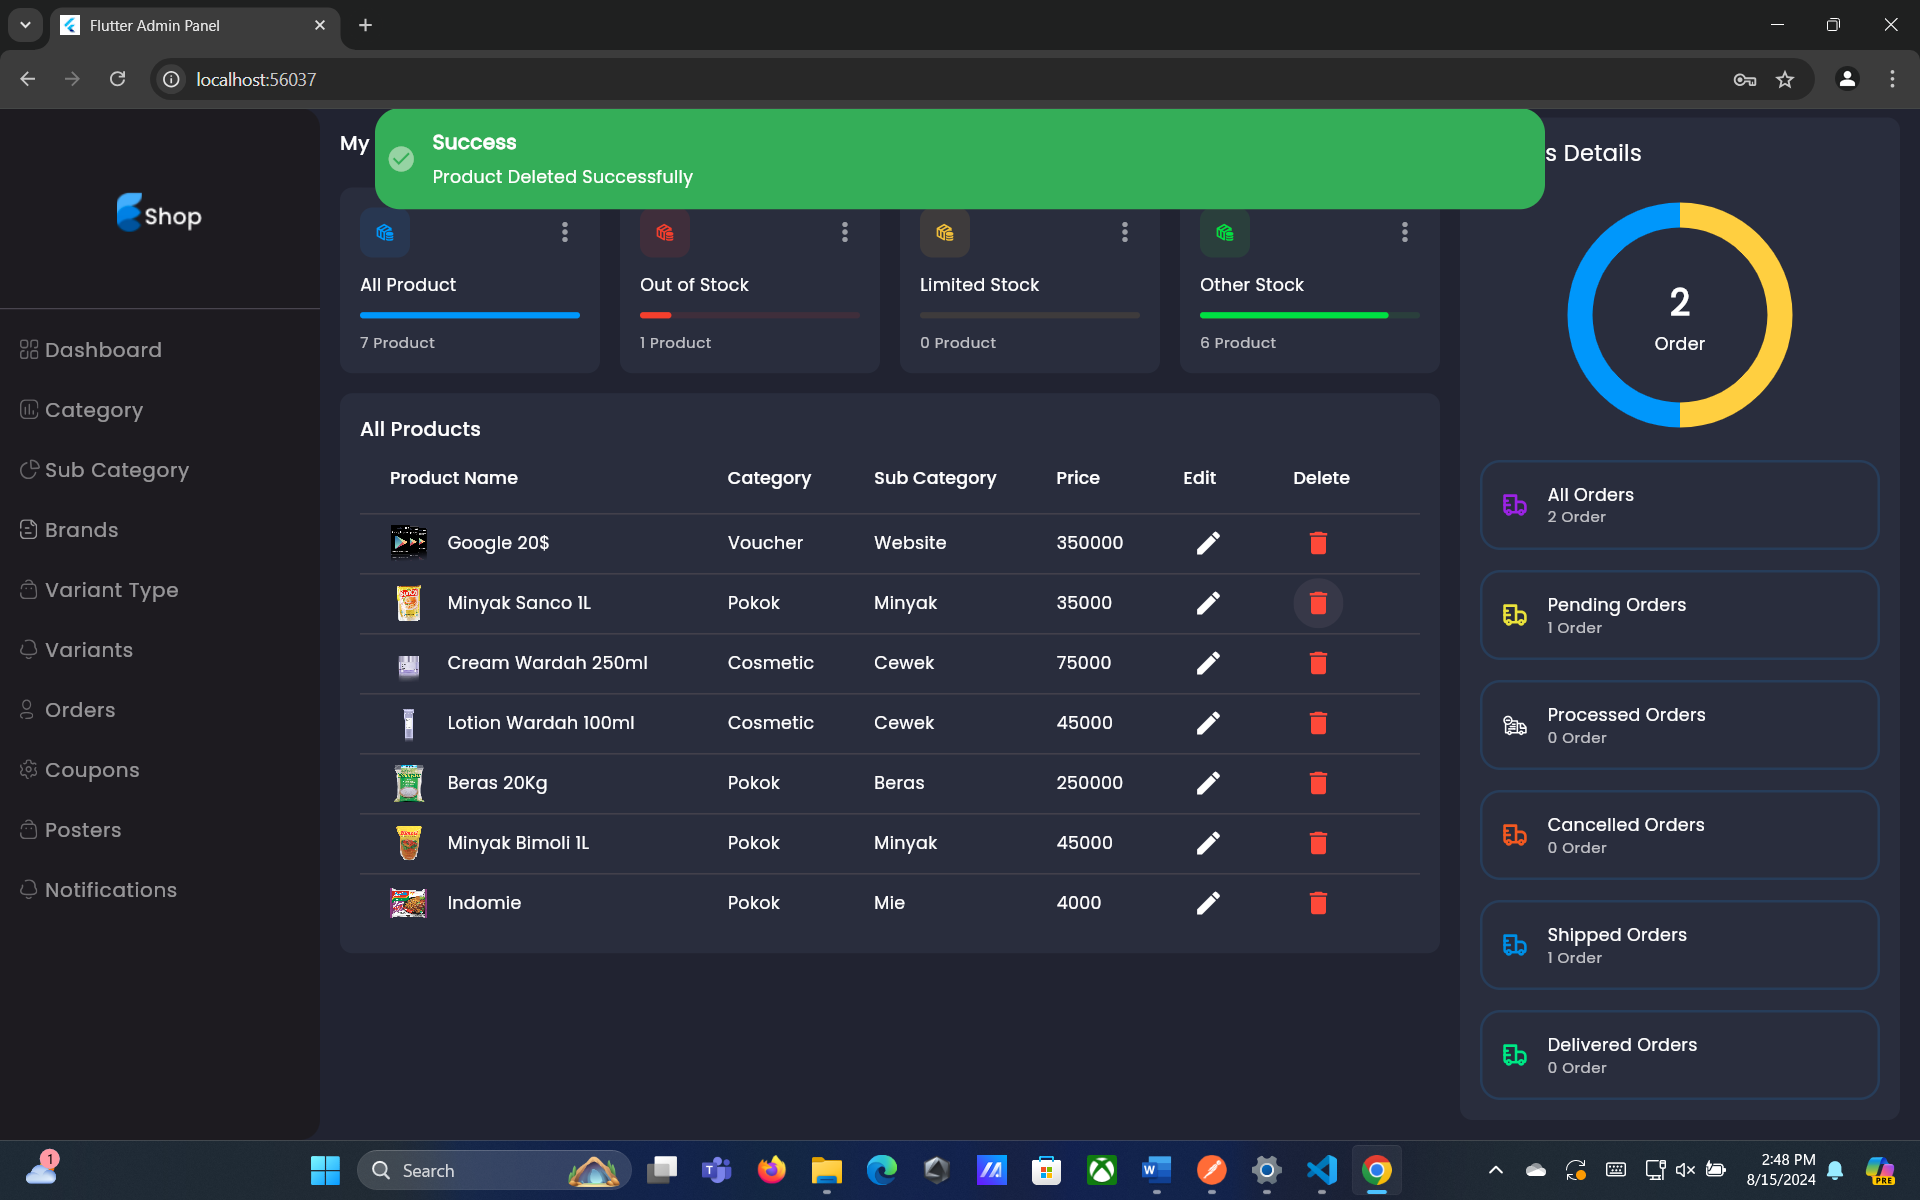 Flutter Admin Panel
localhost:56037
Shop
Dashboard
Category
Sub Category
Brands
Variant Type
Variants
Orders
Coupons
Posters
Notifications
My
Success
Product Deleted Successfully
All Product
7 Product
Out of Stock
1 Product
Limited Stock
0 Product
Other Stock
6 Product
All Products
Product Name Category Sub Category Price Edit Delete
Google 20$ Voucher Website 350000
Minyak Sanco 1L Pokok Minyak 35000
Cream Wardah 250ml Cosmetic Cewek 75000
Lotion Wardah 100ml Cosmetic Cewek 45000
Beras 20Kg Pokok Beras 250000
Minyak Bimoli 1L Pokok Minyak 45000
Indomie Pokok Mie 4000
s Details
2
Order
All Orders
2 Order
Pending Orders
1 Order
Processed Orders
0 Order
Cancelled Orders
0 Order
Shipped Orders
1 Order
Delivered Orders
0 Order
1
Search
2:48 PM
8/15/2024
PRE